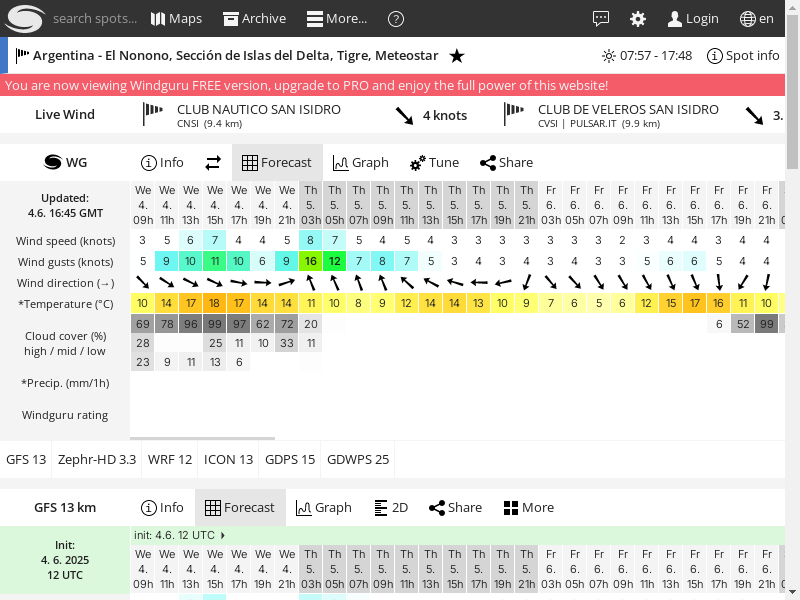 search spots... Maps Archive More... ? Login en
Argentina - El Nonono, Sección de Islas del Delta, Tigre, Meteostar ★ 07:57 - 17:48 Spot info
You are now viewing Windguru FREE version, upgrade to PRO and enjoy the full power of this website!
Live Wind
CLUB NAUTICO SAN ISIDRO
CNSI (9.4 km)
4 knots
CLUB DE VELEROS SAN ISIDRO
CVSI | PULSAR.IT (9.9 km)
3.
WG Info Forecast Graph Tune Share
Updated:
4.6. 16:45 GMT
We We We We We We We Th Th Th Th Th Th Th Th Th Th Fr Fr Fr Fr Fr Fr Fr Fr Fr Fr
4. 4. 4. 4. 4. 4. 4. 5. 5. 5. 5. 5. 5. 5. 5. 5. 5. 6. 6. 6. 6. 6. 6. 6. 6. 6. 6.
09h 11h 13h 15h 17h 19h 21h 03h 05h 07h 09h 11h 13h 15h 17h 19h 21h 03h 05h 07h 09h 11h 13h 15h 17h 19h 21h
Wind speed (knots) 3 5 6 7 4 4 5 8 7 5 4 5 4 3 3 3 3 3 3 3 2 3 4 4 3 4 4
Wind gusts (knots) 5 9 10 11 10 6 9 16 12 7 8 7 5 3 4 3 3 4 3 3 5 6 6 5 4 4
Wind direction (→)
*Temperature (°C) 10 14 17 18 17 14 14 11 10 8 9 12 14 14 13 10 9 7 6 5 6 12 15 17 16 11 10
Cloud cover (%)
high / mid / low
69 78 96 99 97 62 72 20 6 52 99
28 25 11 10 33 11
23 9 11 13 6
*Precip. (mm/1h)
Windguru rating
GFS 13 Zephr-HD 3.3 WRF 12 ICON 13 GDPS 15 GDWPS 25
GFS 13 km Info Forecast Graph 2D Share More
Init:
4. 6. 2025
12 UTC
init: 4.6. 12 UTC
We We We We We We We Th Th Th Th Th Th Th Th Th Th Fr Fr Fr Fr Fr Fr Fr Fr Fr Fr
4. 4. 4. 4. 4. 4. 4. 5. 5. 5. 5. 5. 5. 5. 5. 5. 5. 6. 6. 6. 6. 6. 6. 6. 6. 6. 6.
09h 11h 13h 15h 17h 19h 21h 03h 05h 07h 09h 11h 13h 15h 17h 19h 21h 03h 05h 07h 09h 11h 13h 15h 17h 19h 21h